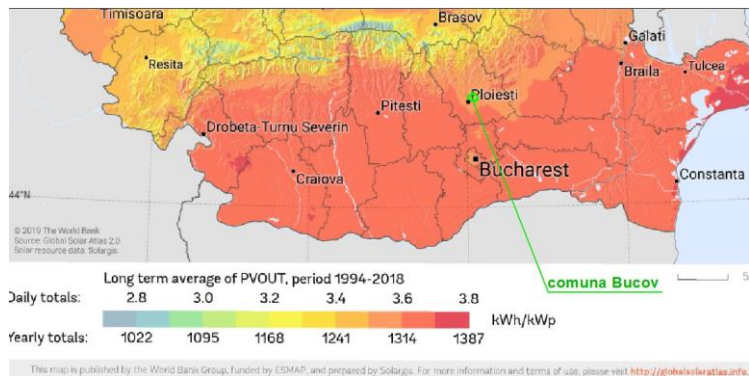 Timisoara
Brasov
Galati
Resita
Braila
Tulcea
Ploiesti
Pitesti
Drobeta-Turnu Severin
Bucharest
Craiova
Constanta
44°N
© 2019 The World Bank
Source: Global Solar Atlas 2.0
Solar resource data: Solargis
comuna Bucov
5
Long term average of PVOUT, period 1994-2018
Daily totals: 2.8 3.0 3.2 3.4 3.6 3.8
kWh/kWp
Yearly totals: 1022 1095 1168 1241 1314 1387
This map is published by the World Bank Group, funded by ESMAP, and prepared by Solargis. For more information and terms of use, please visit http://globalsolaratlas.info.